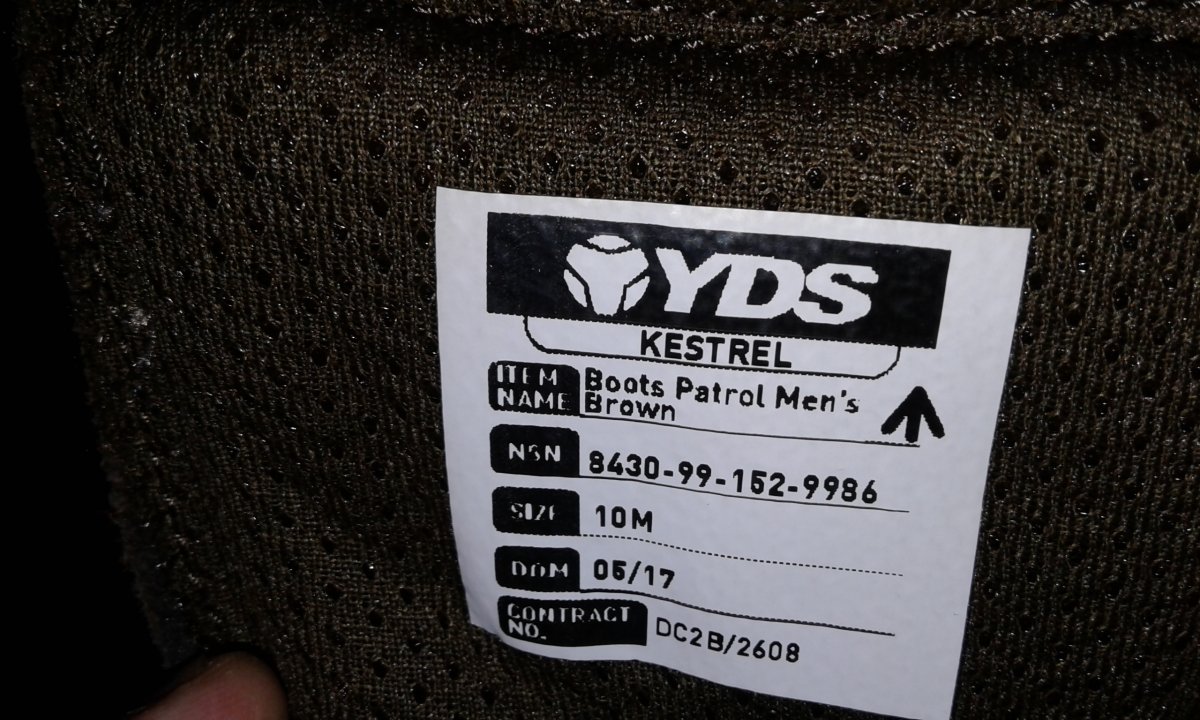 YDS
KESTREL
ITEM NAME Boots Patrol Men's Brown
NSN 8430-99-152-9986
SIZE 10M
DOM 05/17
CONTRACT NO. DC2B/2608